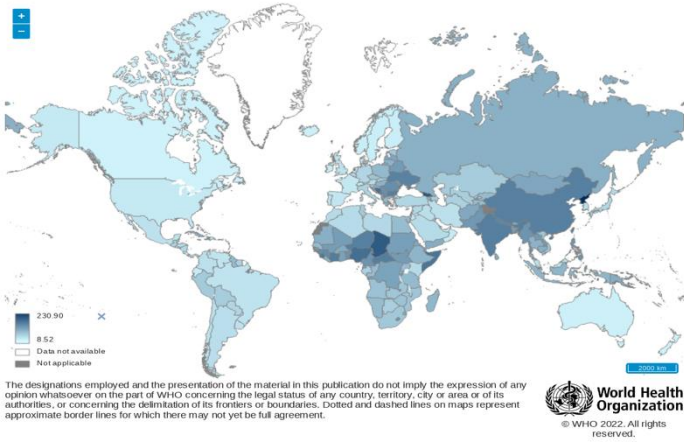 +
−
230.90
8.52
Data not available
Not applicable
2000 km
The designations employed and the presentation of the material in this publication do not imply the expression of any
opinion whatsoever on the part of WHO concerning the legal status of any country, territory, city or area or of its
authorities, or concerning the delimitation of its frontiers or boundaries. Dotted and dashed lines on maps represent
approximate border lines for which there may not yet be full agreement.
World Health
Organization
© WHO 2022. All rights
reserved.